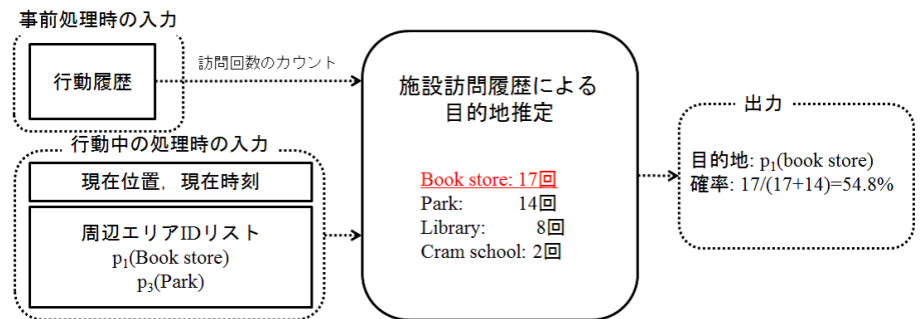 事前処理時の入力
行動履歴
訪問回数のカウント
行動中の処理時の入力
現在位置，現在時刻
周辺エリアIDリスト
p1(Book store)
p3(Park)
施設訪問履歴による
目的地推定
Book store: 17回
Park: 14回
Library: 8回
Cram school: 2回
出力
目的地: p1(book store)
確率: 17/(17+14)=54.8%